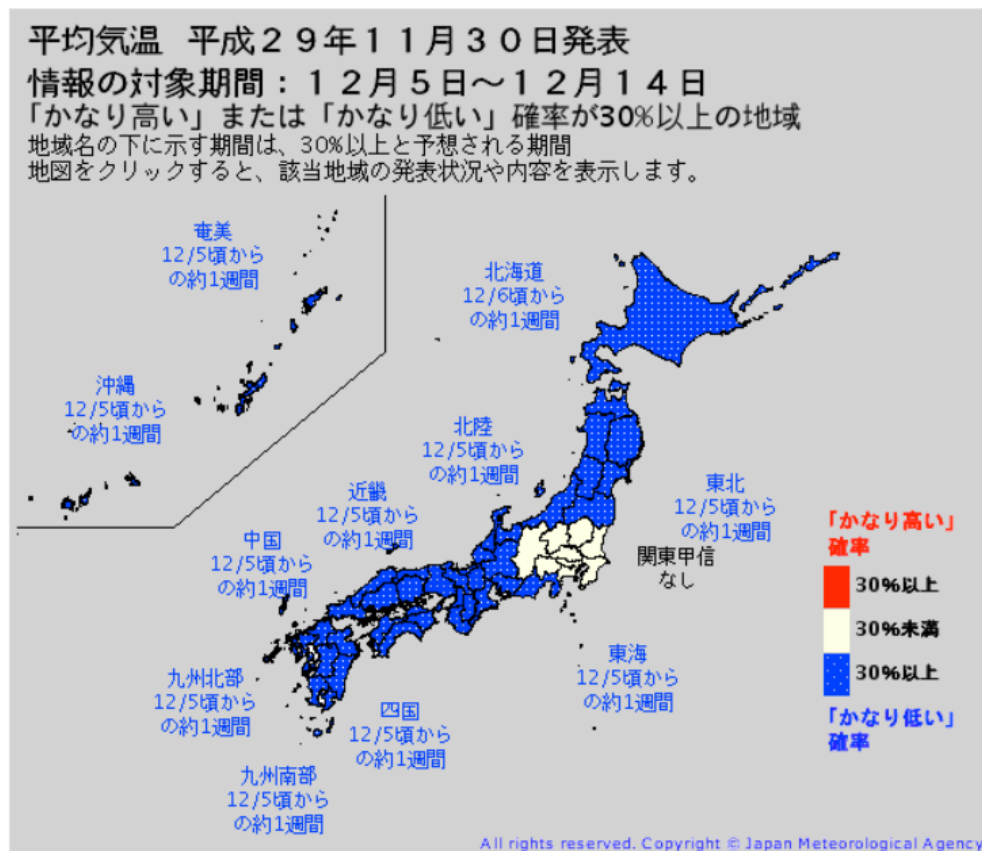 平均気温 平成２９年１１月３０日発表
情報の対象期間：１２月５日～１２月１４日
「かなり高い」または「かなり低い」確率が30%以上の地域
地域名の下に示す期間は、30%以上と予想される期間
地図をクリックすると、該当地域の発表状況や内容を表示します。
奄美
12/5頃から
の約1週間
北海道
12/6頃から
の約1週間
沖縄
12/5頃から
の約1週間
北陸
12/5頃から
の約1週間
近畿
12/5頃から
の約1週間
東北
12/5頃から
の約1週間
中国
12/5頃から
の約1週間
関東甲信
なし
「かなり高い」
確率
30%以上
30%未満
30%以上
「かなり低い」
確率
東海
12/5頃から
の約1週間
九州北部
12/5頃から
の約1週間
四国
12/5頃から
の約1週間
九州南部
12/5頃から
の約1週間
All rights reserved. Copyright © Japan Meteorological Agency